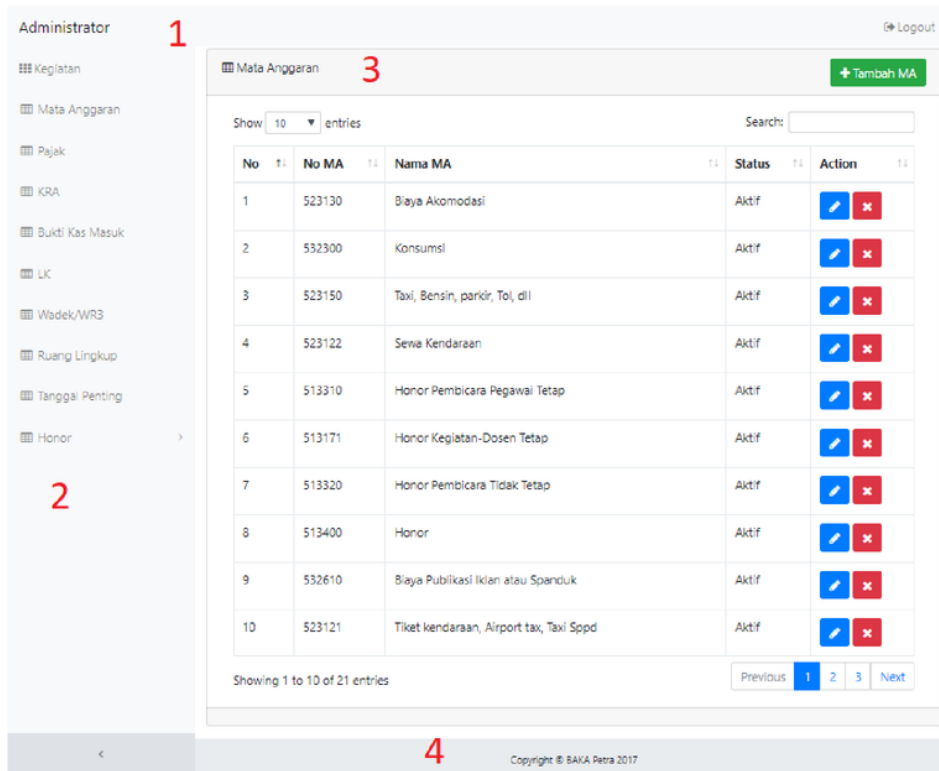 Administrator 1 Logout
Kegiatan
Mata Anggaran
Pajak
KRA
Bukti Kas Masuk
LK
Wadek/WR3
Ruang Lingkup
Tanggal Penting
Honor
2
Mata Anggaran 3 Tambah MA
Show 10 entries Search:
No No MA Nama MA Status Action
1 523130 Biaya Akomodasi Aktif
2 532300 Konsumsi Aktif
3 523150 Taxi, Bensin, parkir, Tol, dll Aktif
4 523122 Sewa Kendaraan Aktif
5 513310 Honor Pembicara Pegawai Tetap Aktif
6 513171 Honor Kegiatan-Dosen Tetap Aktif
7 513320 Honor Pembicara Tidak Tetap Aktif
8 513400 Honor Aktif
9 532610 Biaya Publikasi Iklan atau Spanduk Aktif
10 523121 Tiket kendaraan, Airport tax, Taxi Sppd Aktif
Showing 1 to 10 of 21 entries Previous 1 2 3 Next
4
Copyright © BAKA Petra 2017